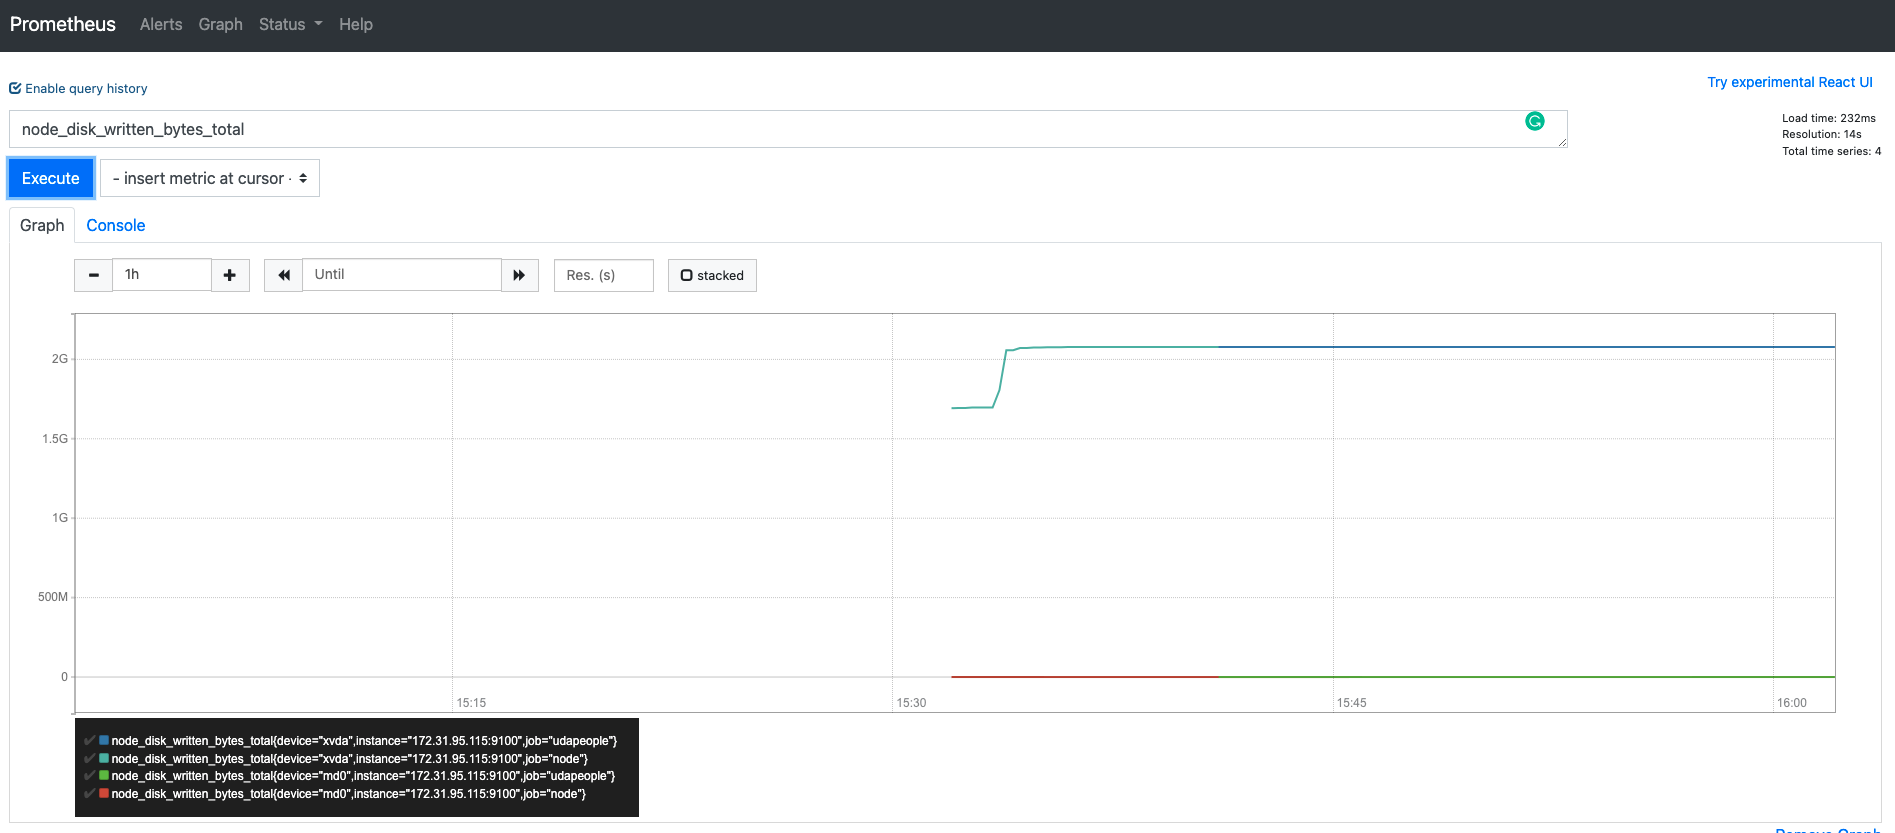 Prometheus Alerts Graph Status Help
Enable query history
Try experimental React UI
node_disk_written_bytes_total
Load time: 232ms
Resolution: 14s
Total time series: 4
Execute
- insert metric at cursor -
Graph Console
1h
Until
Res. (s)
stacked
2G
1.5G
1G
500M
0
15:15 15:30 15:45 16:00
node_disk_written_bytes_total{device="xvda",instance="172.31.95.115:9100",job="udapeople"}
node_disk_written_bytes_total{device="xvda",instance="172.31.95.115:9100",job="node"}
node_disk_written_bytes_total{device="md0",instance="172.31.95.115:9100",job="udapeople"}
node_disk_written_bytes_total{device="md0",instance="172.31.95.115:9100",job="node"}
Remove Graph